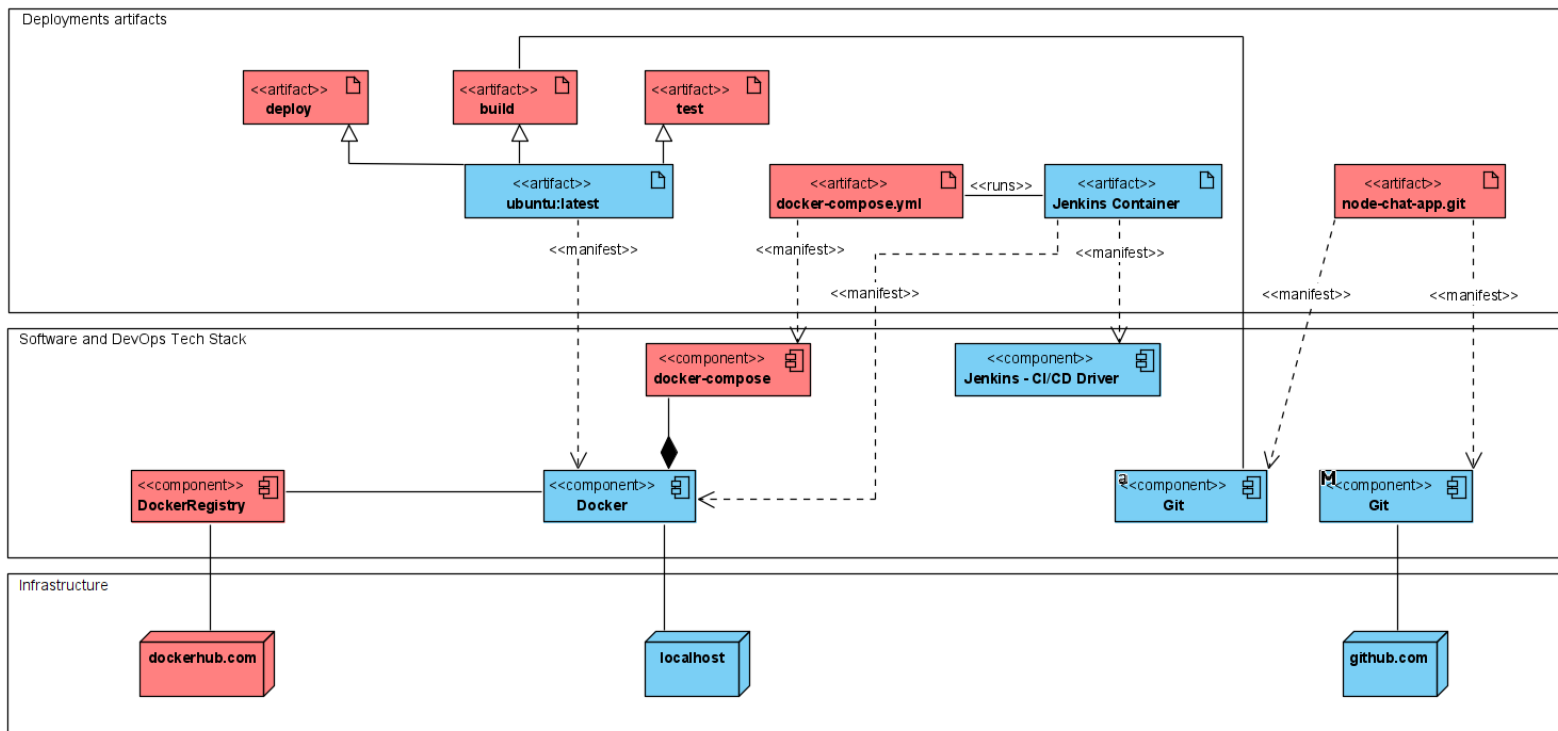 Deployments artifacts
<<artifact>>
deploy
<<artifact>>
build
<<artifact>>
test
<<artifact>>
ubuntu:latest
<<artifact>>
docker-compose.yml
<<runs>>
<<artifact>>
Jenkins Container
<<artifact>>
node-chat-app.git
<<manifest>>
<<manifest>>
<<manifest>>
<<manifest>>
<<manifest>>
<<manifest>>
Software and DevOps Tech Stack
<<component>>
docker-compose
<<component>>
Jenkins - CI/CD Driver
<<component>>
DockerRegistry
<<component>>
Docker
a
<<component>>
Git
M
<<component>>
Git
Infrastructure
dockerhub.com
localhost
github.com